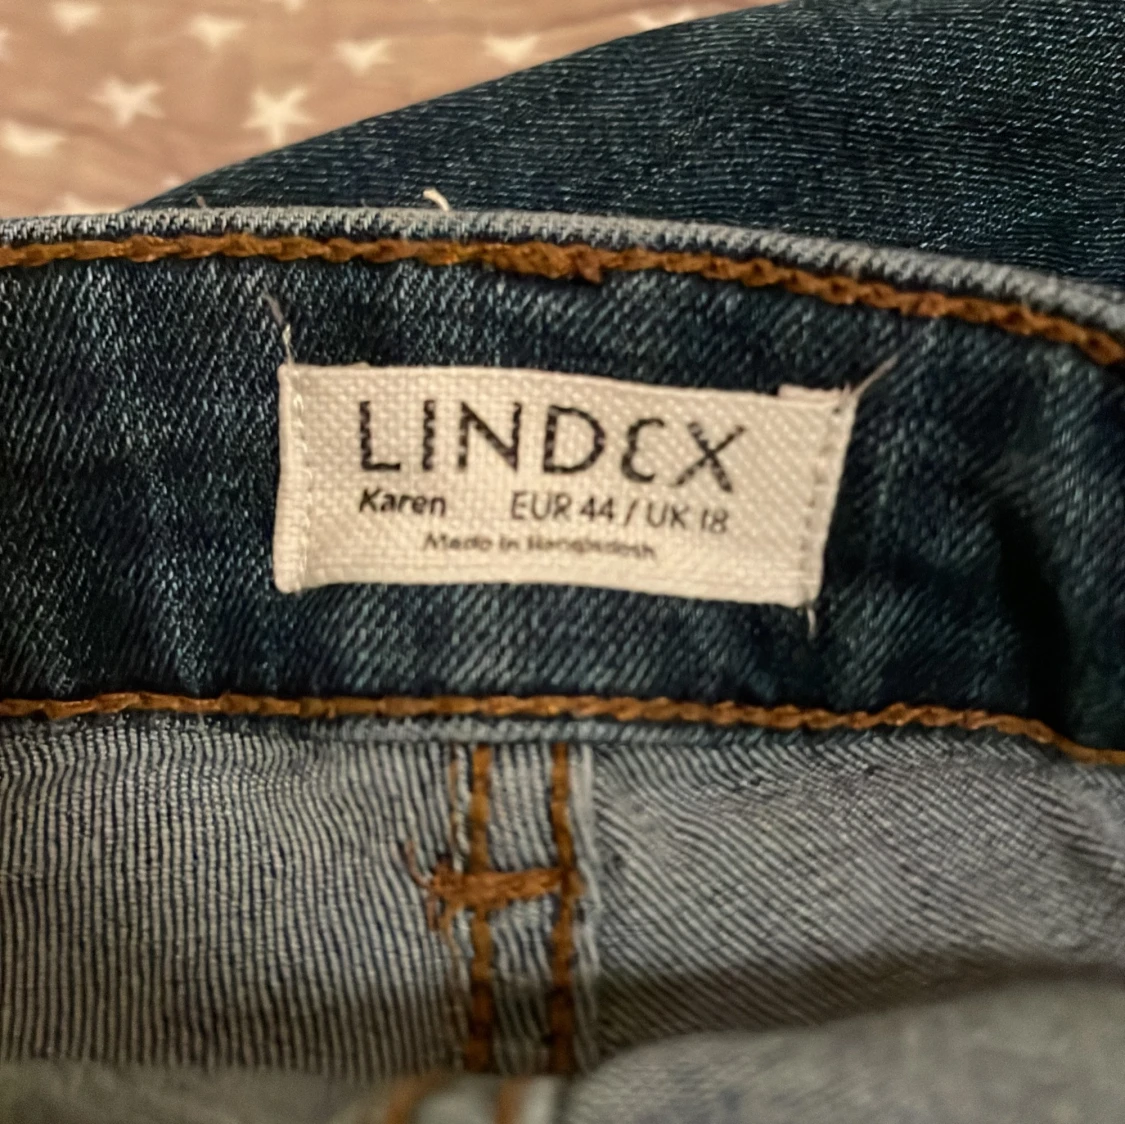 LINDEX
Karen EUR 44 / UK 18
Made in Bangladesh